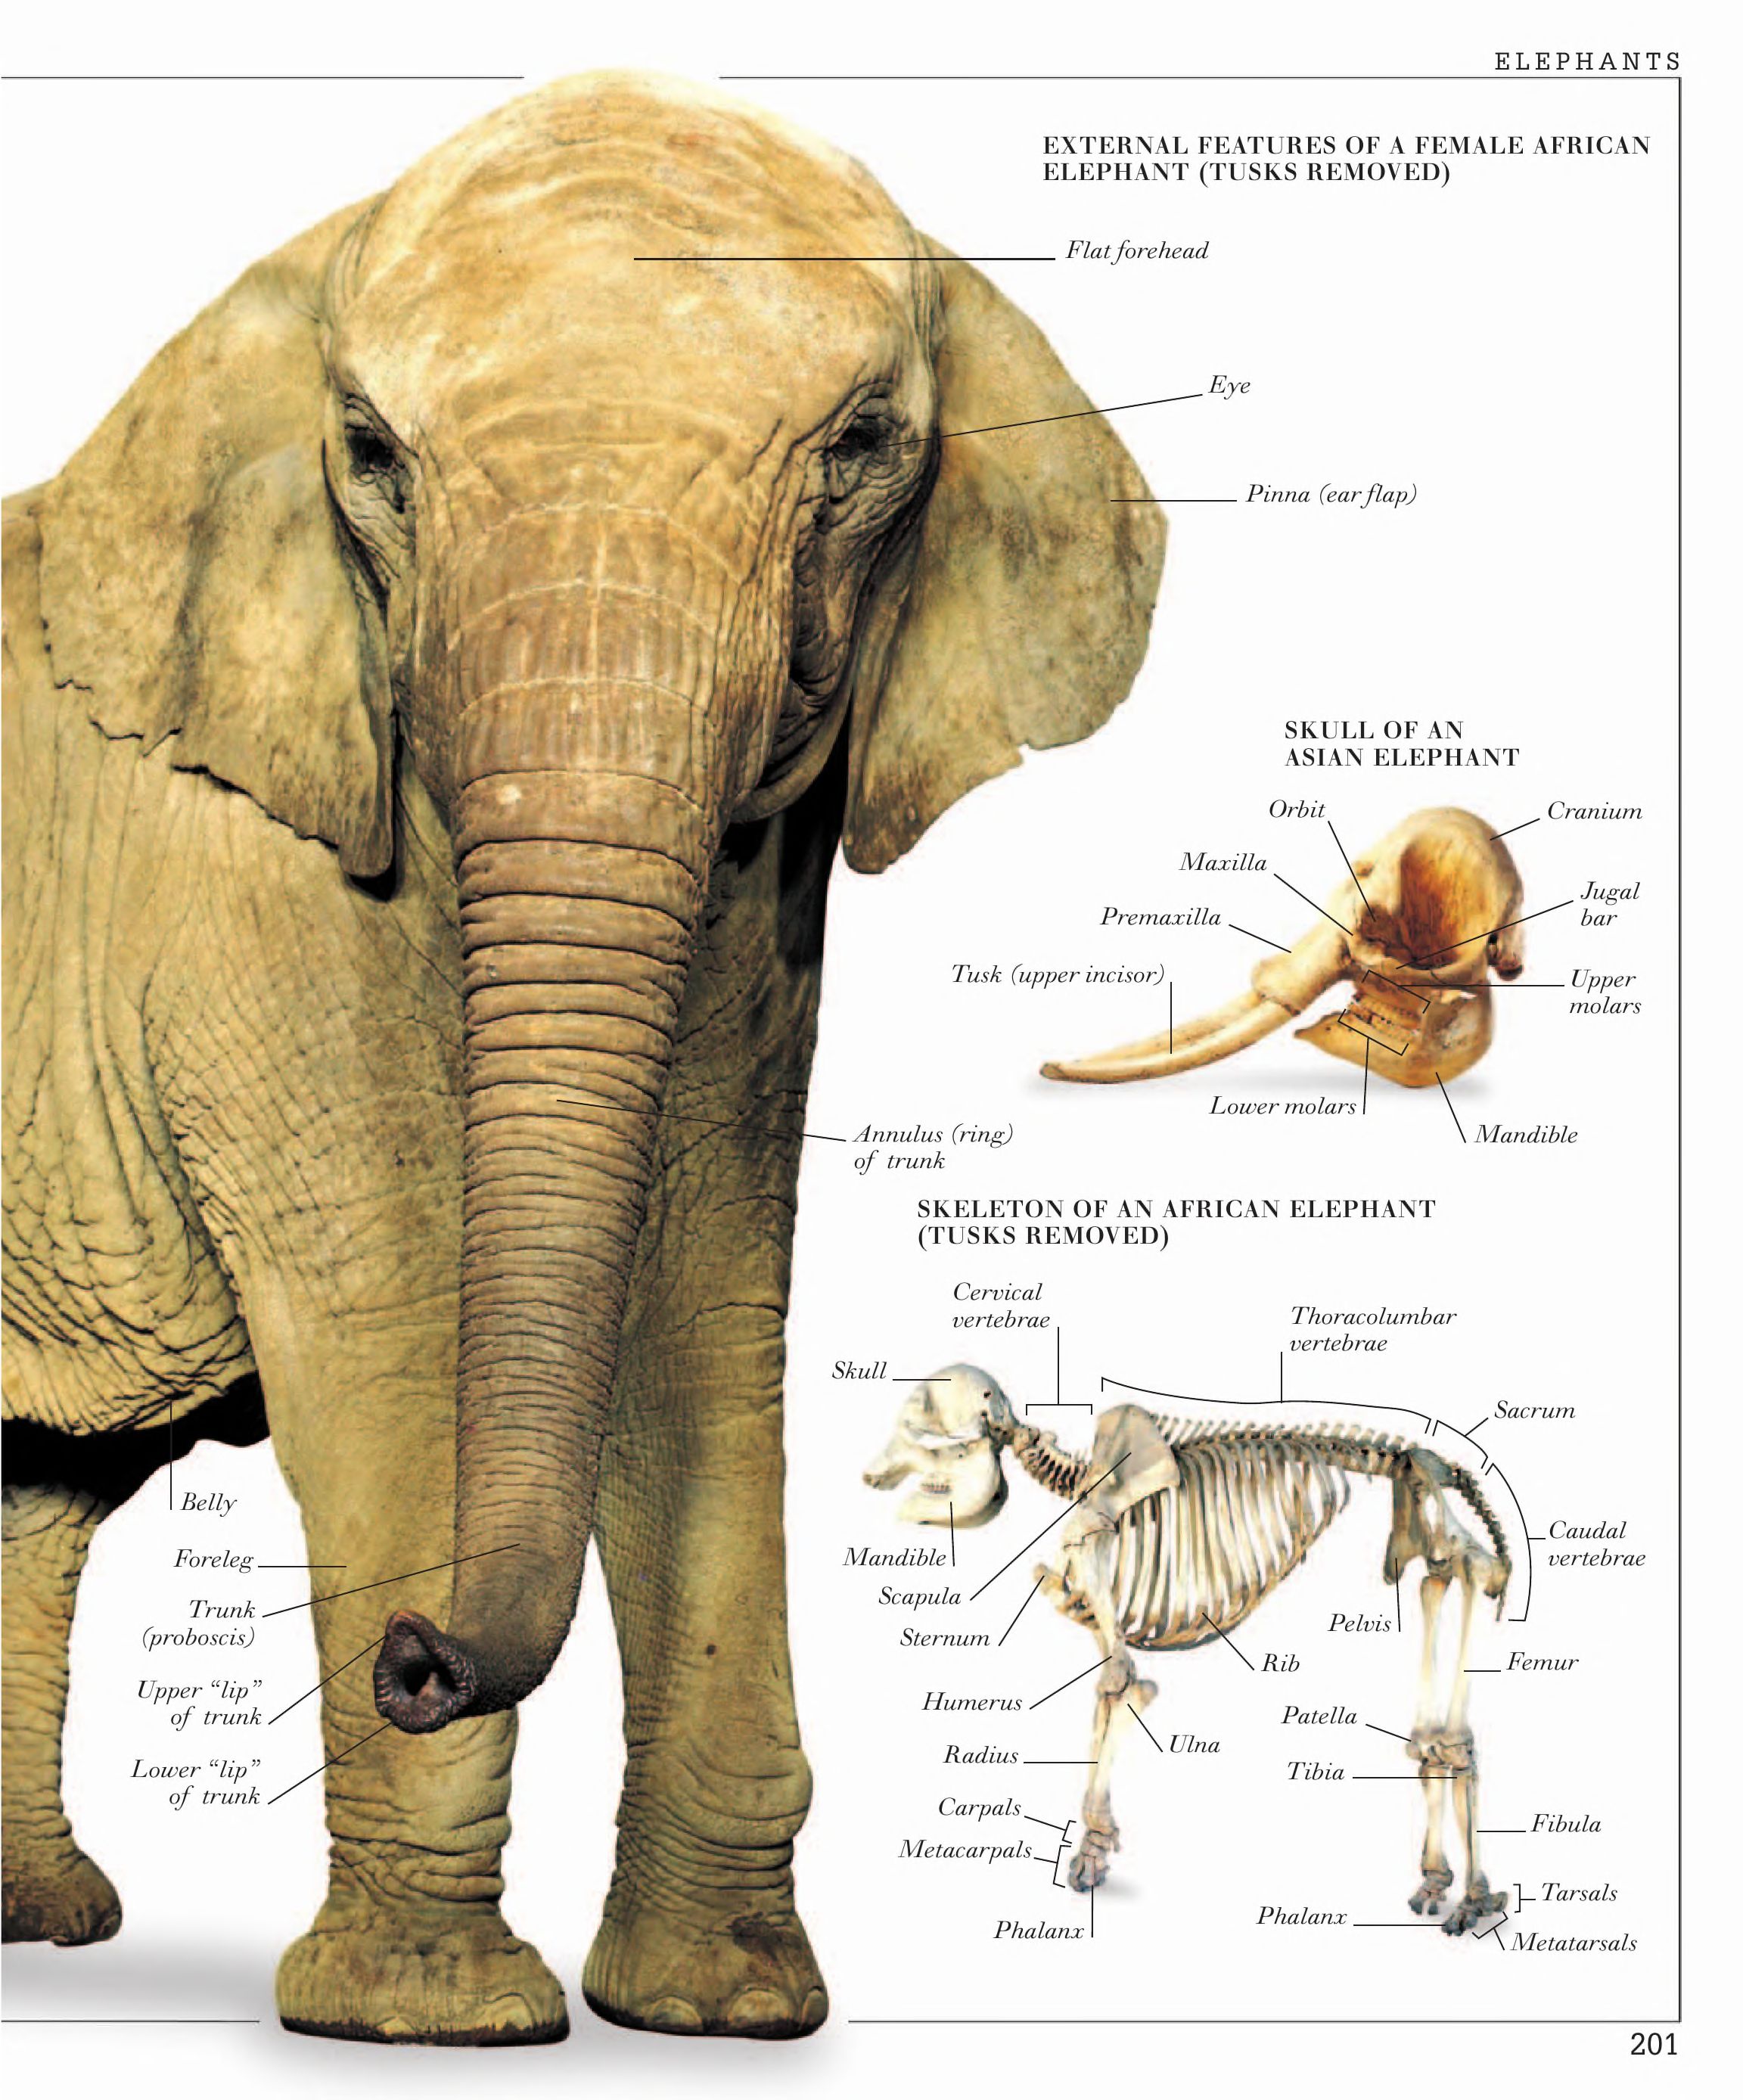 ELEPHANTS
EXTERNAL FEATURES OF A FEMALE AFRICAN
ELEPHANT (TUSKS REMOVED)
Flat forehead
Eye
Pinna (ear flap)
Annulus (ring)
of trunk
Belly
Foreleg
Trunk
(proboscis)
Upper “lip”
of trunk
Lower “lip”
of trunk
SKULL OF AN
ASIAN ELEPHANT
Orbit
Cranium
Maxilla
Jugal
bar
Premaxilla
Tusk (upper incisor)
Upper
molars
Lower molars
Mandible
SKELETON OF AN AFRICAN ELEPHANT
(TUSKS REMOVED)
Cervical
vertebrae
Thoracolumbar
vertebrae
Skull
Sacrum
Caudal
vertebrae
Mandible
Scapula
Sternum
Pelvis
Rib
Femur
Humerus
Patella
Ulna
Radius
Tibia
Carpals
Fibula
Metacarpals
Tarsals
Phalanx
Phalanx
Metatarsals
201